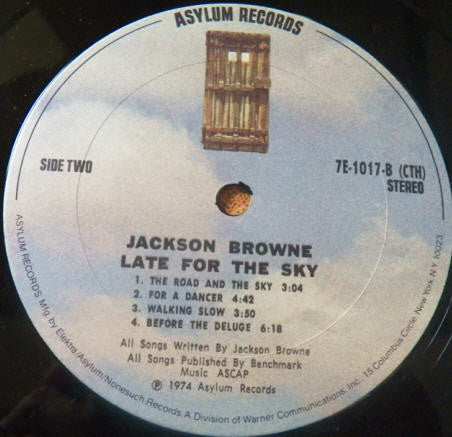 ASYLUM RECORDS
SIDE TWO
7E-1017-B (CTH)
STEREO
JACKSON BROWNE
LATE FOR THE SKY
1. THE ROAD AND THE SKY 3:04
2. FOR A DANCER 4:42
3. WALKING SLOW 3:50
4. BEFORE THE DELUGE 6:18
All Songs Written By Jackson Browne
All Songs Published By Benchmark
Music ASCAP
℗ 1974 Asylum Records
ASYLUM RECORDS Mfg. by Elektra/Asylum/Nonesuch Records A Division of Warner Communications, Inc. 15 Columbus Circle, New York, N.Y. 10023